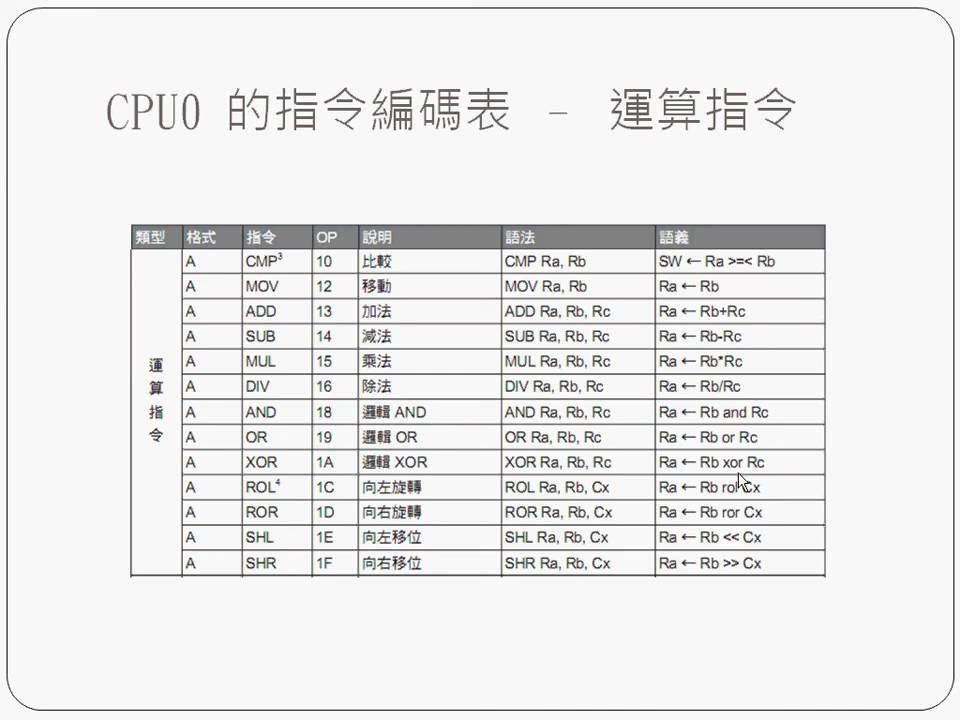 CPU0 的指令編碼表 – 運算指令
類型 格式 指令 OP 說明 語法 語義
運算指令
A CMP3 10 比較 CMP Ra, Rb SW ← Ra >=< Rb
A MOV 12 移動 MOV Ra, Rb Ra ← Rb
A ADD 13 加法 ADD Ra, Rb, Rc Ra ← Rb+Rc
A SUB 14 減法 SUB Ra, Rb, Rc Ra ← Rb-Rc
A MUL 15 乘法 MUL Ra, Rb, Rc Ra ← Rb*Rc
A DIV 16 除法 DIV Ra, Rb, Rc Ra ← Rb/Rc
A AND 18 邏輯 AND AND Ra, Rb, Rc Ra ← Rb and Rc
A OR 19 邏輯 OR OR Ra, Rb, Rc Ra ← Rb or Rc
A XOR 1A 邏輯 XOR XOR Ra, Rb, Rc Ra ← Rb xor Rc
A ROL4 1C 向左旋轉 ROL Ra, Rb, Cx Ra ← Rb rol Cx
A ROR 1D 向右旋轉 ROR Ra, Rb, Cx Ra ← Rb ror Cx
A SHL 1E 向左移位 SHL Ra, Rb, Cx Ra ← Rb << Cx
A SHR 1F 向右移位 SHR Ra, Rb, Cx Ra ← Rb >> Cx